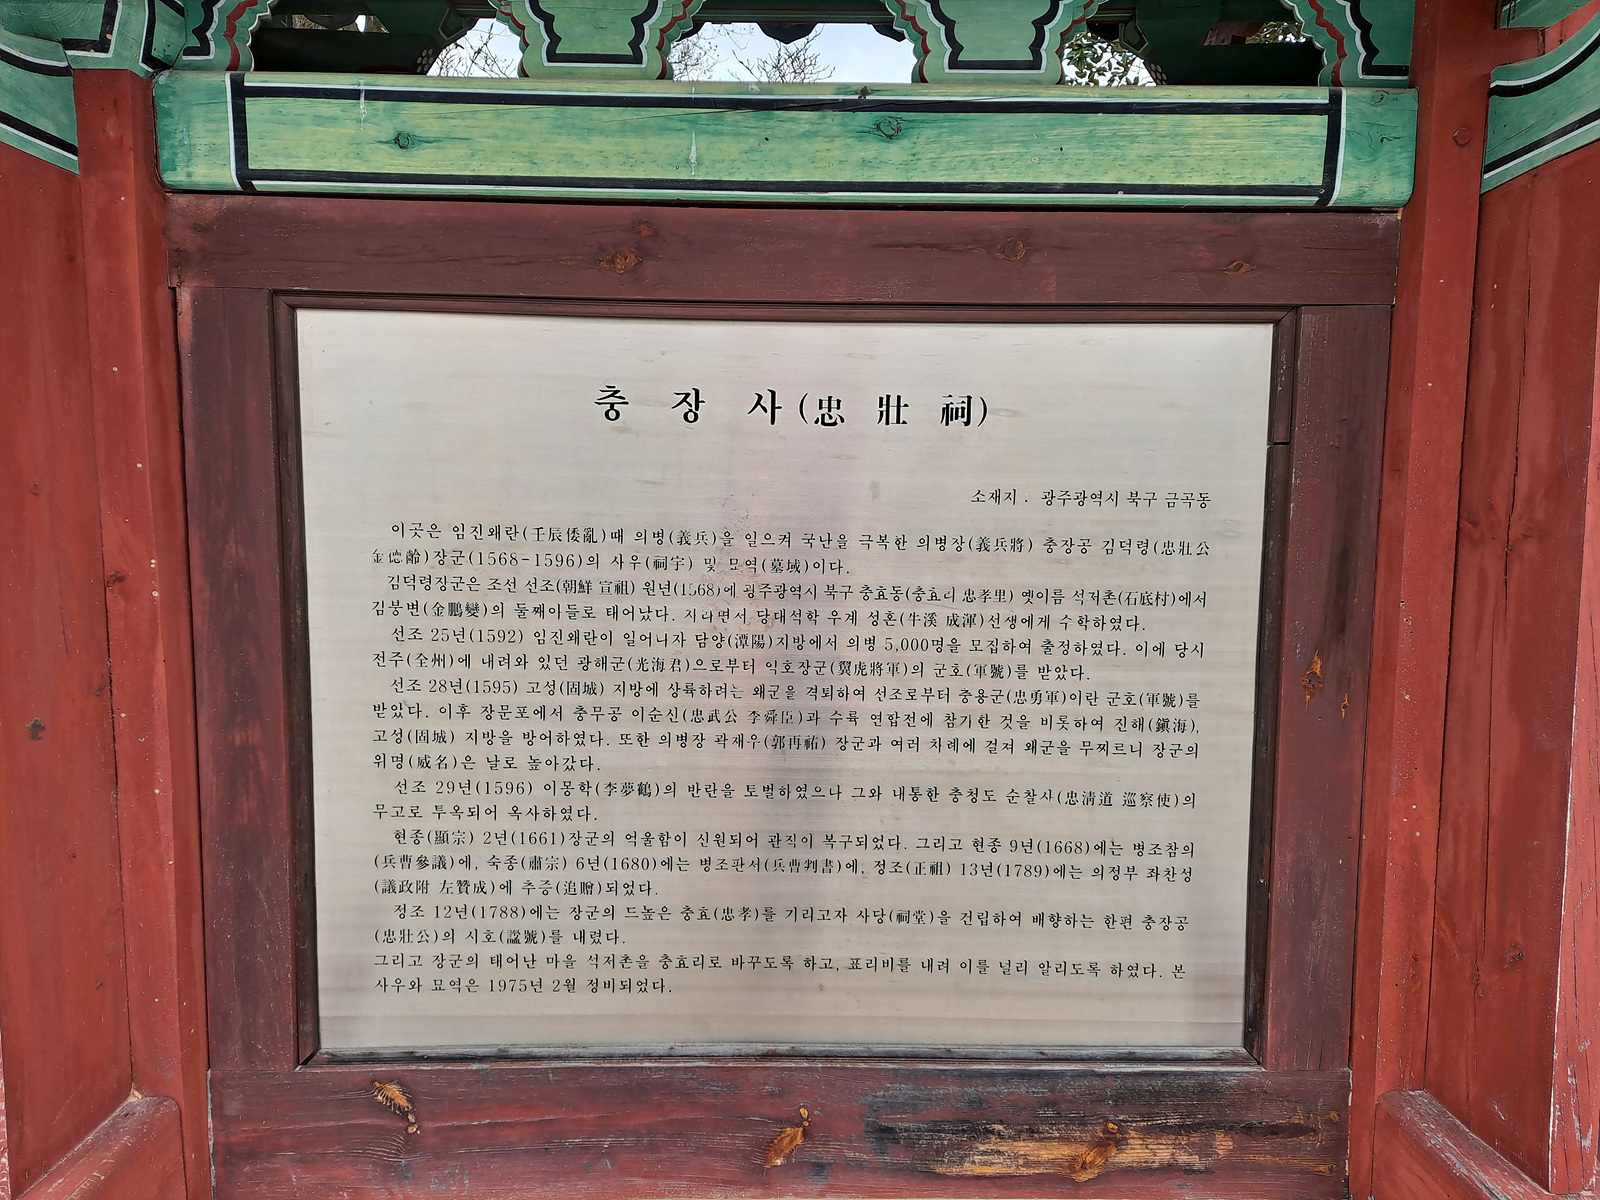 충 장 사(忠 壯 祠)
소재지 . 광주광역시 북구 금곡동
이곳은 임진왜란(壬辰倭亂)때 의병(義兵)을 일으켜 국난을 극복한 의병장(義兵將) 충장공 김덕령(忠壯公
金德齡)장군(1568-1596)의 사우(祠宇) 및 묘역(墓域)이다.
김덕령장군은 조선 선조(朝鮮 宣祖) 원년(1568)에 광주광역시 북구 충효동(충효리 忠孝里) 옛이름 석저촌(石底村)에서
김붕변(金鵬變)의 둘째아들로 태어났다. 자라면서 당대석학 우계 성혼(牛溪 成渾)선생에게 수학하였다.
선조 25년(1592) 임진왜란이 일어나자 담양(潭陽)지방에서 의병 5,000명을 모집하여 출정하였다. 이에 당시
전주(全州)에 내려와 있던 광해군(光海君)으로부터 익호장군(翼虎將軍)의 군호(軍號)를 받았다.
선조 28년(1595) 고성(固城) 지방에 상륙하려는 왜군을 격퇴하여 선조로부터 충용군(忠勇軍)이란 군호(軍號)를
받았다. 이후 장문포에서 충무공 이순신(忠武公 李舜臣)과 수륙 연합전에 참가한 것을 비롯하여 진해(鎭海),
고성(固城) 지방을 방어하였다. 또한 의병장 곽재우(郭再祐) 장군과 여러 차례에 걸쳐 왜군을 무찌르니 장군의
위명(威名)은 날로 높아갔다.
선조 29년(1596) 이몽학(李夢鶴)의 반란을 토벌하였으나 그와 내통한 충청도 순찰사(忠淸道 巡察使)의
무고로 투옥되어 옥사하였다.
현종(顯宗) 2년(1661)장군의 억울함이 신원되어 관직이 복구되었다. 그리고 현종 9년(1668)에는 병조참의
(兵曹參議)에, 숙종(肅宗) 6년(1680)에는 병조판서(兵曹判書)에, 정조(正祖) 13년(1789)에는 의정부 좌찬성
(議政附 左贊成)에 추증(追贈)되었다.
정조 12년(1788)에는 장군의 드높은 충효(忠孝)를 기리고자 사당(祠堂)을 건립하여 배향하는 한편 충장공
(忠壯公)의 시호(諡號)를 내렸다.
그리고 장군의 태어난 마을 석저촌을 충효리로 바꾸도록 하고, 표리비를 내려 이를 널리 알리도록 하였다. 본
사우와 묘역은 1975년 2월 정비되었다.